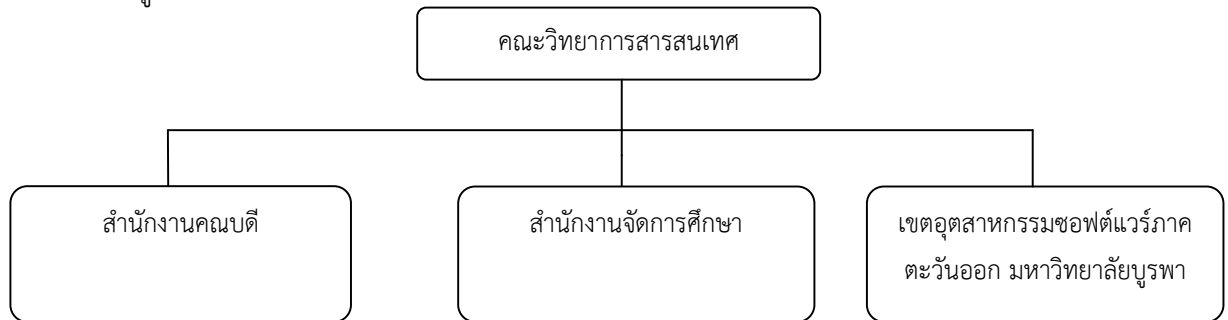 คณะวิทยาการสารสนเทศ
สำนักงานคณบดี
สำนักงานจัดการศึกษา
เขตอุตสาหกรรมซอฟต์แวร์ภาค
ตะวันออก มหาวิทยาลัยบูรพา